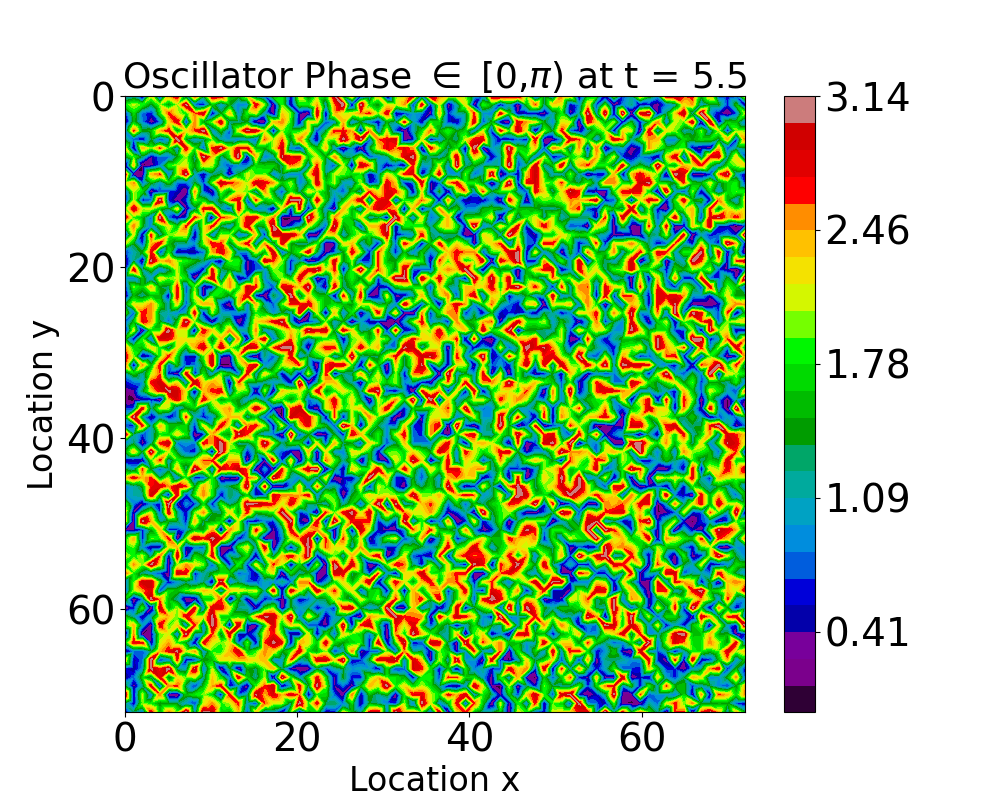 Oscillator Phase ∈ [0,π) at t = 5.5
0
20
40
60
Location y
0 20 40 60
Location x
3.14
2.46
1.78
1.09
0.41